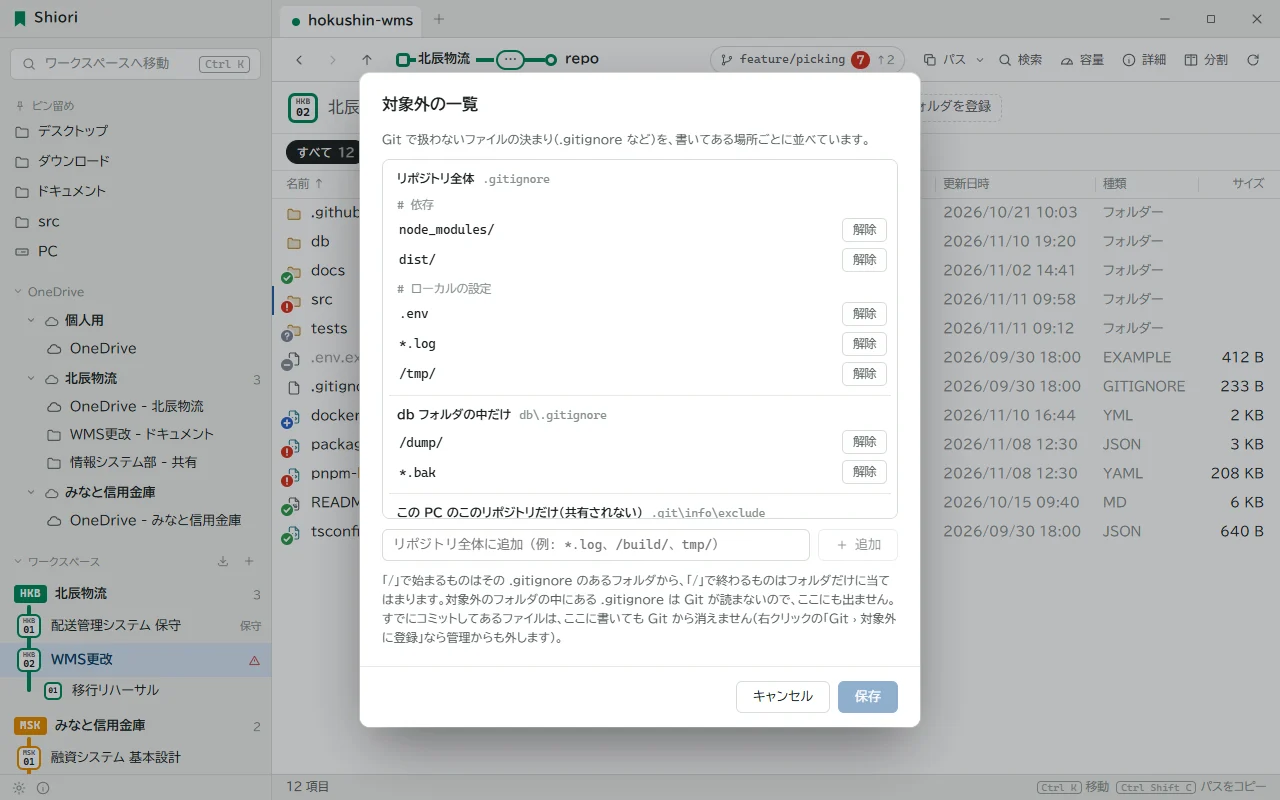 Shiori
hokushin-wms
ワークスペースへ移動 Ctrl K
北辰物流 ··· repo
feature/picking 7 ↑2
パス 検索 容量 詳細 分割
ピン留め
デスクトップ
ダウンロード
ドキュメント
src
PC
OneDrive
個人用
OneDrive
北辰物流 3
OneDrive - 北辰物流
WMS更改 - ドキュメント
情報システム部 - 共有
みなと信用金庫
OneDrive - みなと信用金庫
ワークスペース
HKB 北辰物流 3
HKB 01 配送管理システム 保守 保守
HKB 02 WMS更改
01 移行リハーサル
MSK みなと信用金庫 2
MSK 01 融資システム 基本設計
HKB 02 北辰
ォルダを登録
すべて 12
名前 ↑ 更新日時 種類 サイズ
.github 2026/10/21 10:03 フォルダー
db 2026/11/10 19:20 フォルダー
docs 2026/11/02 14:41 フォルダー
src 2026/11/11 09:58 フォルダー
tests 2026/11/11 09:12 フォルダー
.env.ex 2026/09/30 18:00 EXAMPLE 412 B
.gitigno 2026/09/30 18:00 GITIGNORE 233 B
docker 2026/11/10 16:44 YML 2 KB
packag 2026/11/08 12:30 JSON 3 KB
pnpm-l 2026/11/08 12:30 YAML 208 KB
README 2026/10/15 09:40 MD 6 KB
tsconfi 2026/09/30 18:00 JSON 640 B
対象外の一覧
Git で扱わないファイルの決まり(.gitignore など)を、書いてある場所ごとに並べています。
リポジトリ全体 .gitignore
# 依存
node_modules/ 解除
dist/ 解除
# ローカルの設定
.env 解除
*.log 解除
/tmp/ 解除
db フォルダの中だけ db\.gitignore
/dump/ 解除
*.bak 解除
この PC のこのリポジトリだけ(共有されない) .git\info\exclude
リポジトリ全体に追加(例: *.log、/build/、tmp/) + 追加
「/」で始まるものはその .gitignore のあるフォルダから、「/」で終わるものはフォルダだけに当て
はまります。対象外のフォルダの中にある .gitignore は Git が読まないので、ここにも出ません。
すでにコミットしてあるファイルは、ここに書いても Git から消えません(右クリックの「Git › 対象外
に登録」なら管理からも外します)。
キャンセル 保存
12 項目 Ctrl K 移動 Ctrl Shift C パスをコピー